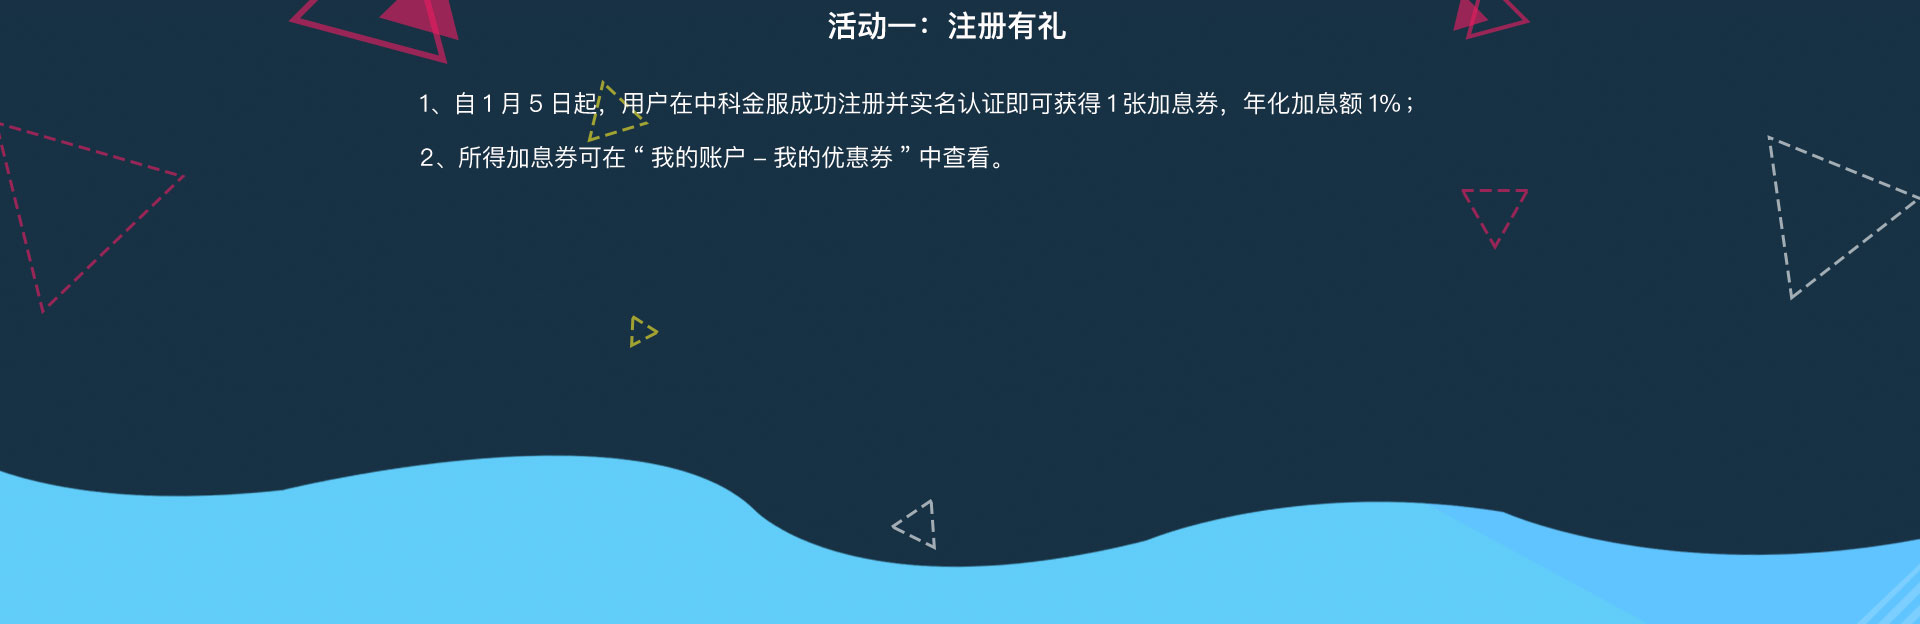 活动一：注册有礼
1、自1月5日起，用户在中科金服成功注册并实名认证即可获得1张加息券，年化加息额1%；
2、所得加息券可在“我的账户–我的优惠券”中查看。